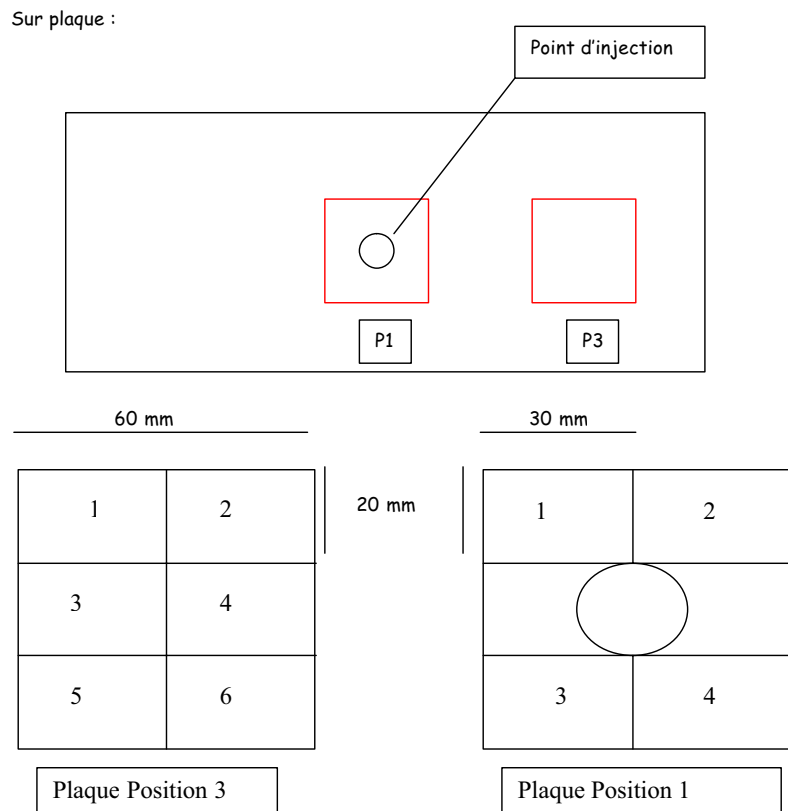 Sur plaque :
Point d'injection
P1
P3
60 mm
30 mm
20 mm
1
2
3
4
5
6
1
2
3
4
Plaque Position 3
Plaque Position 1